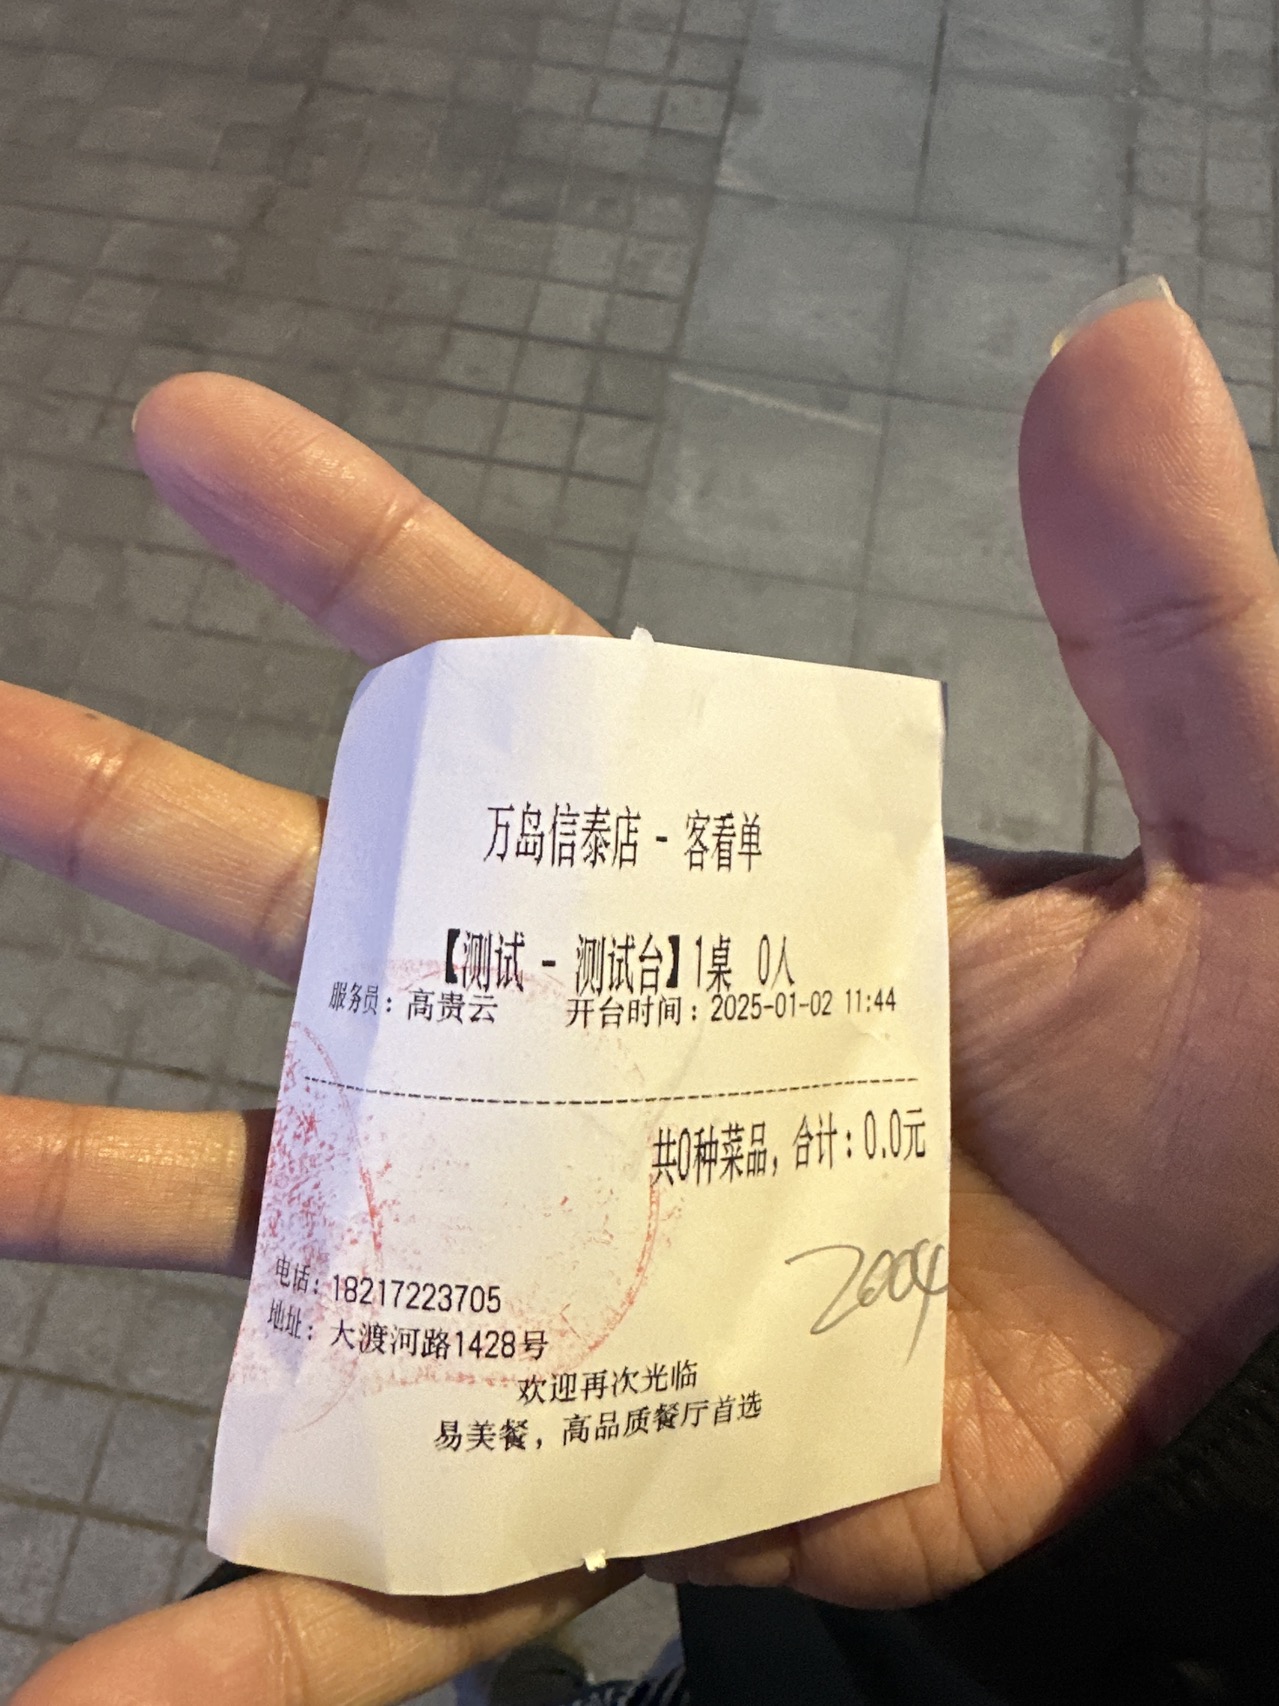 万岛信泰店 - 客看单
【测试 - 测试台】1桌 0人
服务员：高贵云 开台时间：2025-01-02 11:44
共0种菜品，合计：0.0元
2004
电话：18217223705
地址：大渡河路1428号
欢迎再次光临
易美餐，高品质餐厅首选